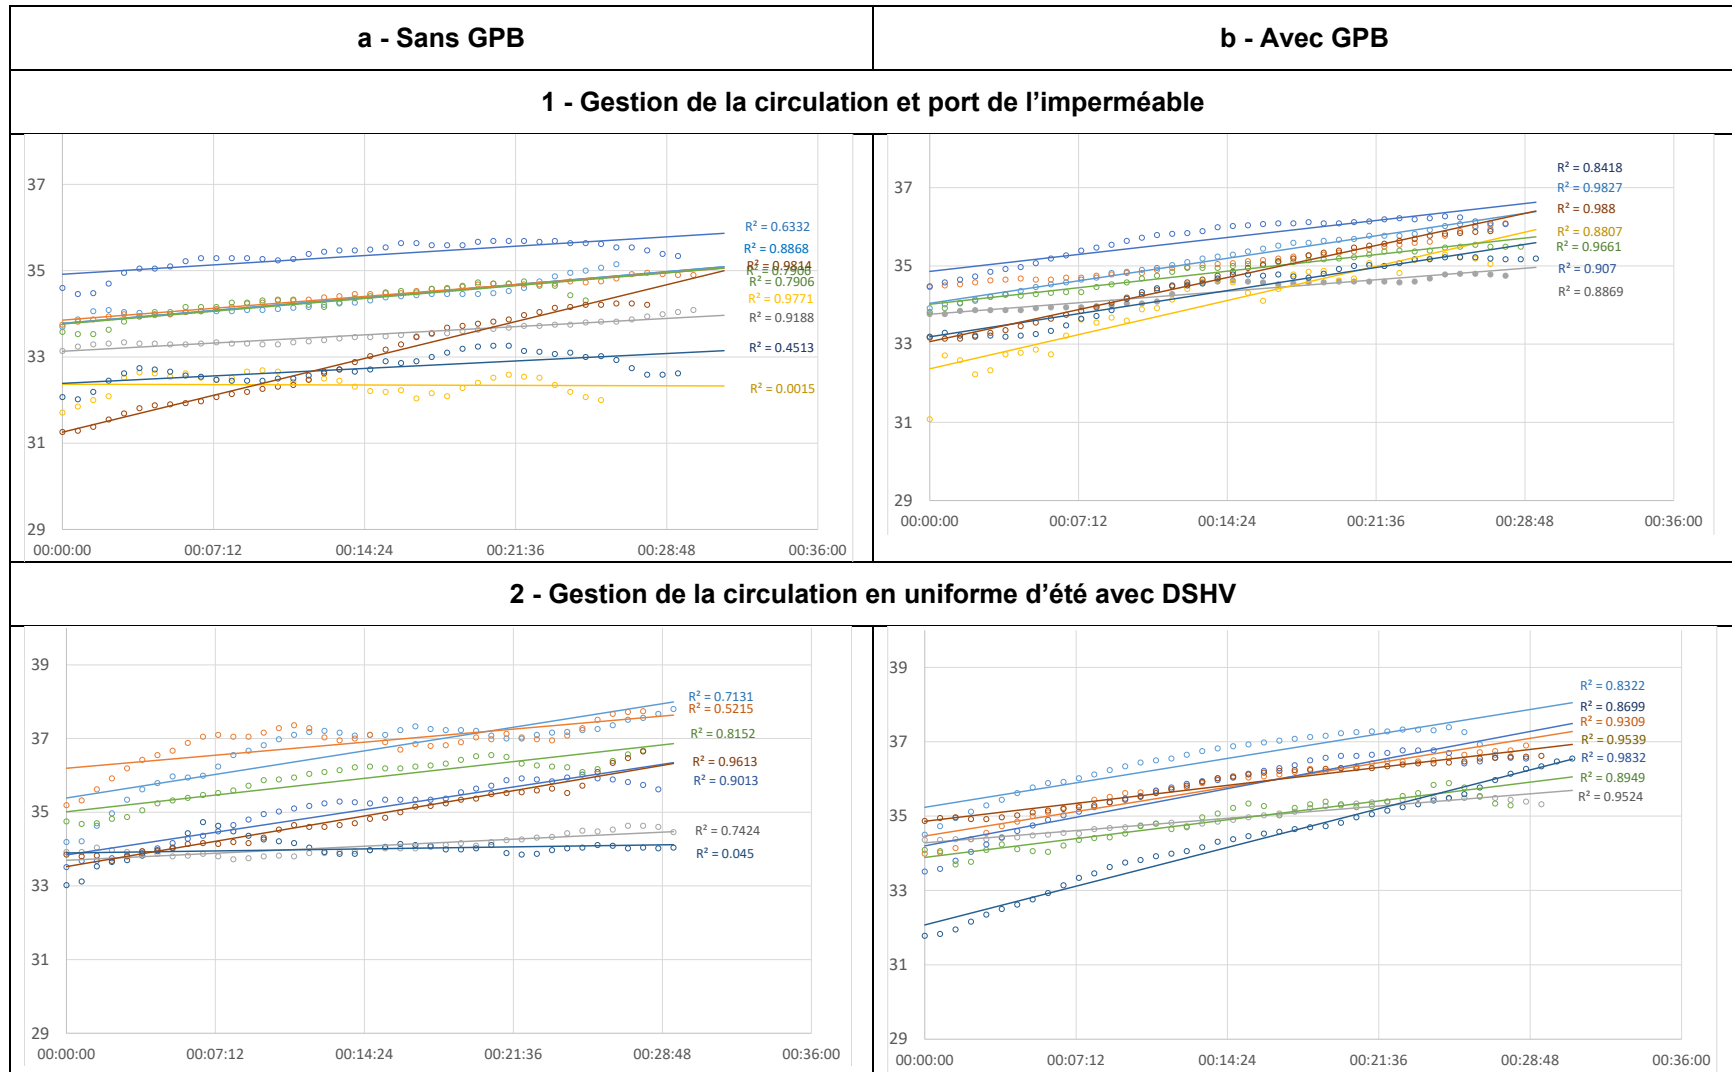 a - Sans GPB
b - Avec GPB
1 - Gestion de la circulation et port de l’imperméable
37
35
33
31
29
00:00:00
00:07:12
00:14:24
00:21:36
00:28:48
00:36:00
R² = 0.6332
R² = 0.8868
R² = 0.9814
R² = 0.7906
R² = 0.7906
R² = 0.9771
R² = 0.9188
R² = 0.4513
R² = 0.0015
37
35
33
31
29
00:00:00
00:07:12
00:14:24
00:21:36
00:28:48
00:36:00
R² = 0.8418
R² = 0.9827
R² = 0.988
R² = 0.8807
R² = 0.9661
R² = 0.907
R² = 0.8869
2 - Gestion de la circulation en uniforme d’été avec DSHV
39
37
35
33
31
29
00:00:00
00:07:12
00:14:24
00:21:36
00:28:48
00:36:00
R² = 0.7131
R² = 0.5215
R² = 0.8152
R² = 0.9613
R² = 0.9013
R² = 0.7424
R² = 0.045
39
37
35
33
31
29
00:00:00
00:07:12
00:14:24
00:21:36
00:28:48
00:36:00
R² = 0.8322
R² = 0.8699
R² = 0.9309
R² = 0.9539
R² = 0.9832
R² = 0.8949
R² = 0.9524